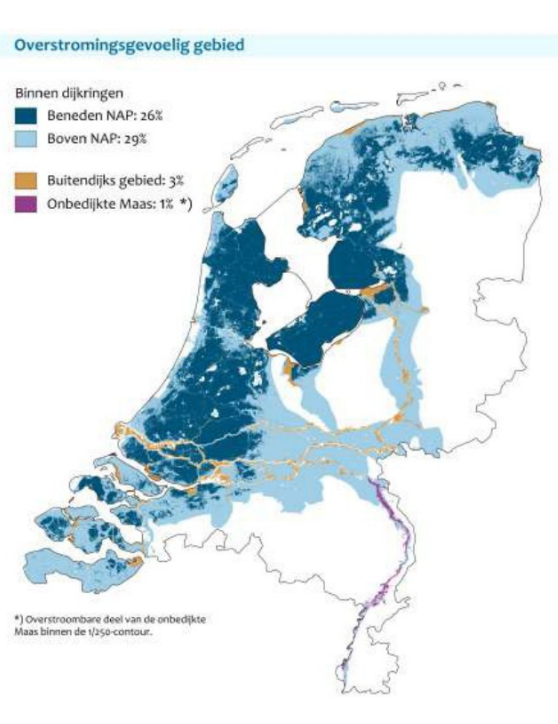 Overstromingsgevoelig gebied
Binnen dijkringen
Beneden NAP: 26%
Boven NAP: 29%
Buitendijks gebied: 3%
Onbedijkte Maas: 1% *)
*) Overstroombare deel van de onbedijkte
Maas binnen de 1/250-contour.